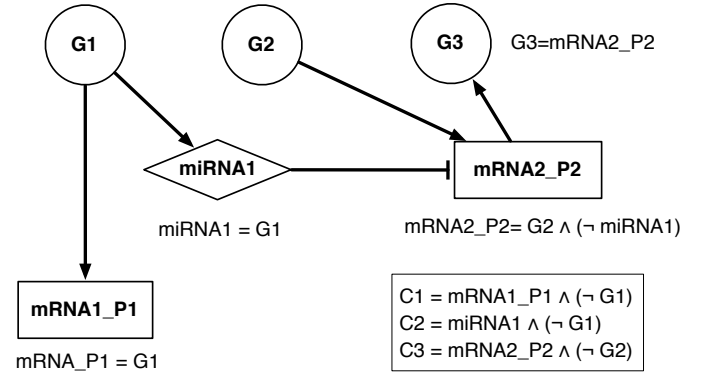 G1
G2
G3
G3=mRNA2_P2
miRNA1
mRNA2_P2
miRNA1 = G1
mRNA2_P2= G2 ∧ (¬ miRNA1)
mRNA1_P1
mRNA_P1 = G1
C1 = mRNA1_P1 ∧ (¬ G1)
C2 = miRNA1 ∧ (¬ G1)
C3 = mRNA2_P2 ∧ (¬ G2)